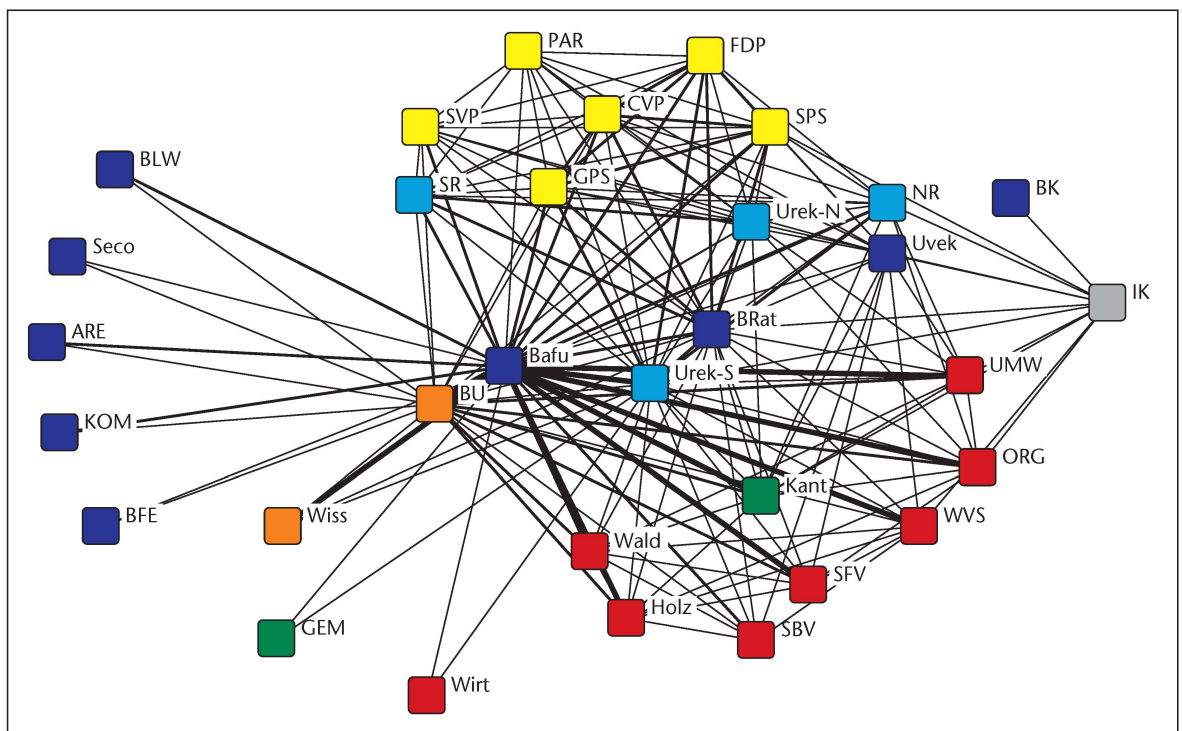 PAR
FDP
SVP
CVP
SPS
BLW
SR
GPS
NR
BK
Urek-N
Seco
Uvek
IK
ARE
BRat
Bafu
Urek-S
UMW
BU
KOM
ORG
Kant
BFE
Wiss
WVS
Wald
SFV
Holz
GEM
SBV
Wirt